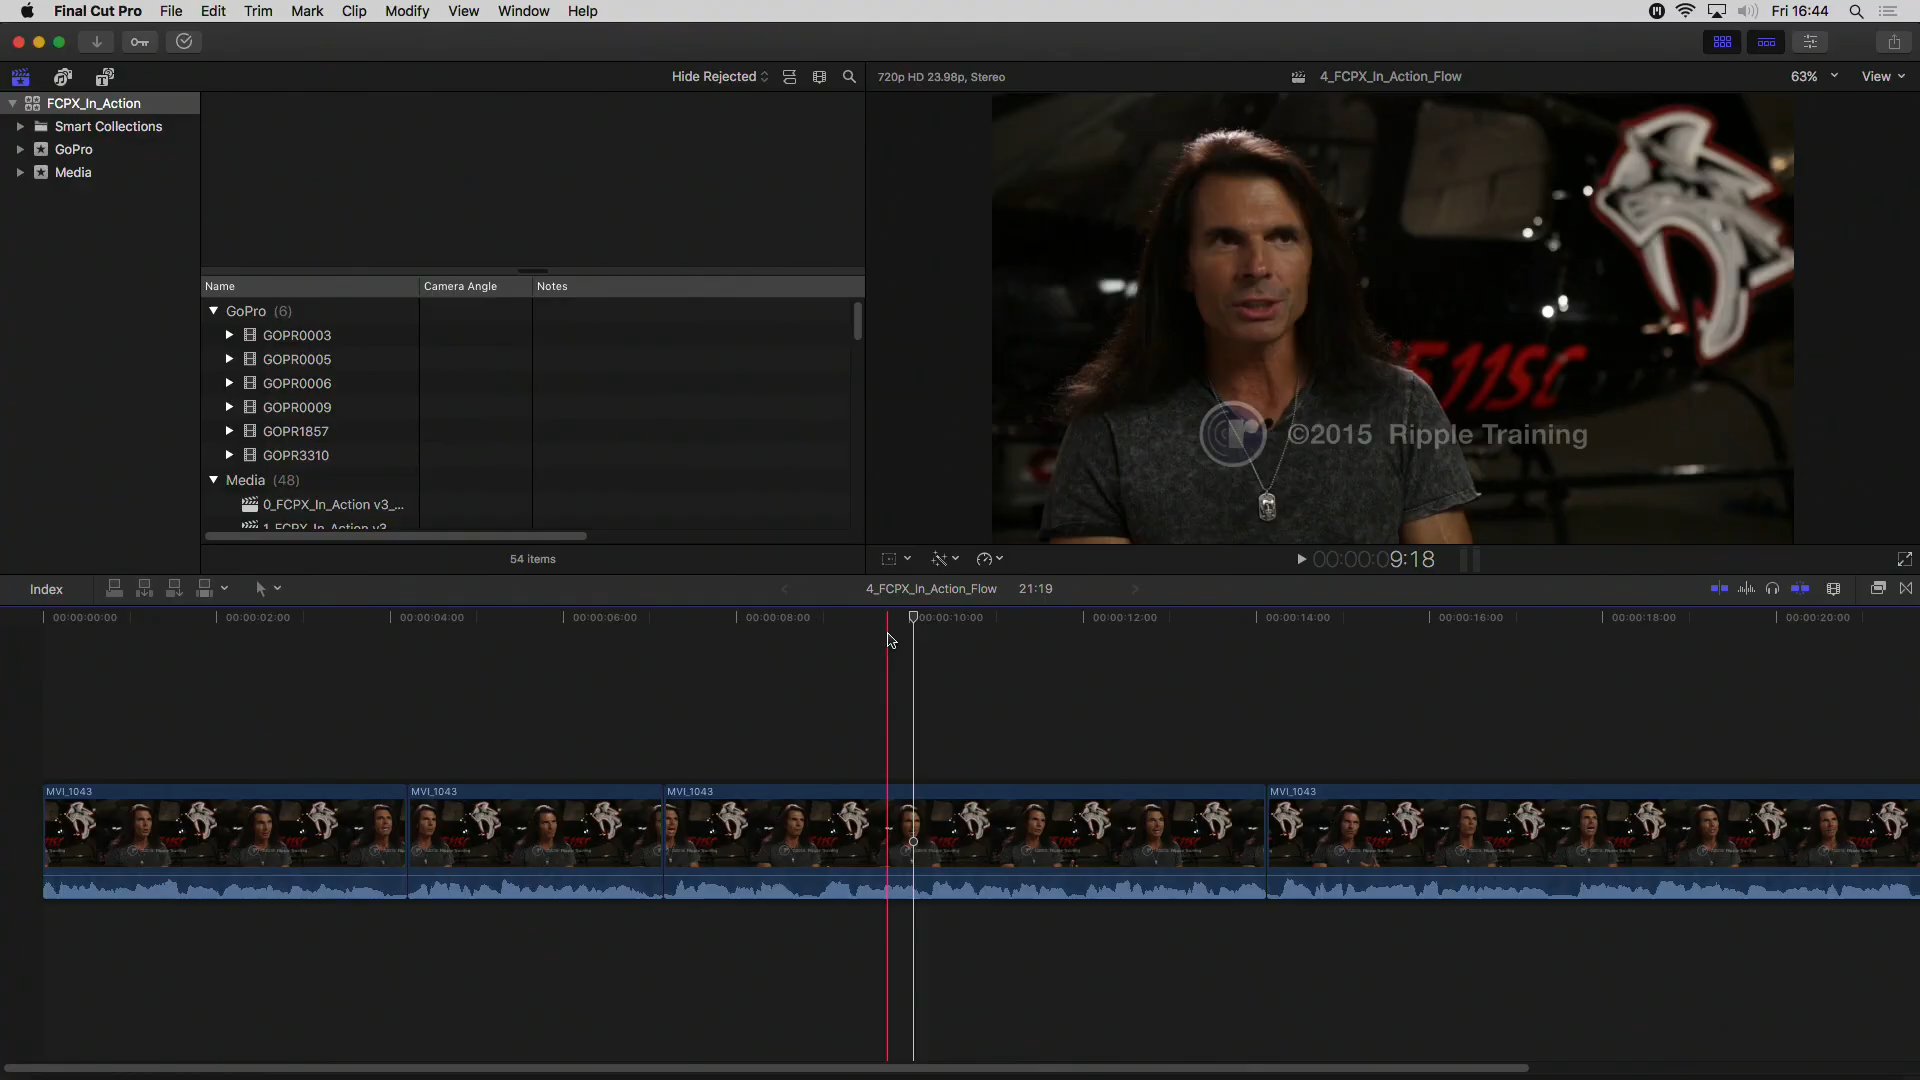 Final Cut Pro File Edit Trim Mark Clip Modify View Window Help Fri 16:44
Hide Rejected 720p HD 23.98p, Stereo 4_FCPX_In_Action_Flow 63% View
FCPX_In_Action
Smart Collections
GoPro
Media
Name Camera Angle Notes
GoPro (6)
GOPR0003
GOPR0005
GOPR0006
GOPR0009
GOPR1857
GOPR3310
Media (48)
0_FCPX_In_Action v3_...
1_FCPX_In_Action v3
54 items
511SC
©2015 Ripple Training
00:00:09:18
Index 4_FCPX_In_Action_Flow 21:19
00:00:00:00 00:00:02:00 00:00:04:00 00:00:06:00 00:00:08:00 00:00:10:00 00:00:12:00 00:00:14:00 00:00:16:00 00:00:18:00 00:00:20:00
MVI_1043 MVI_1043 MVI_1043 MVI_1043